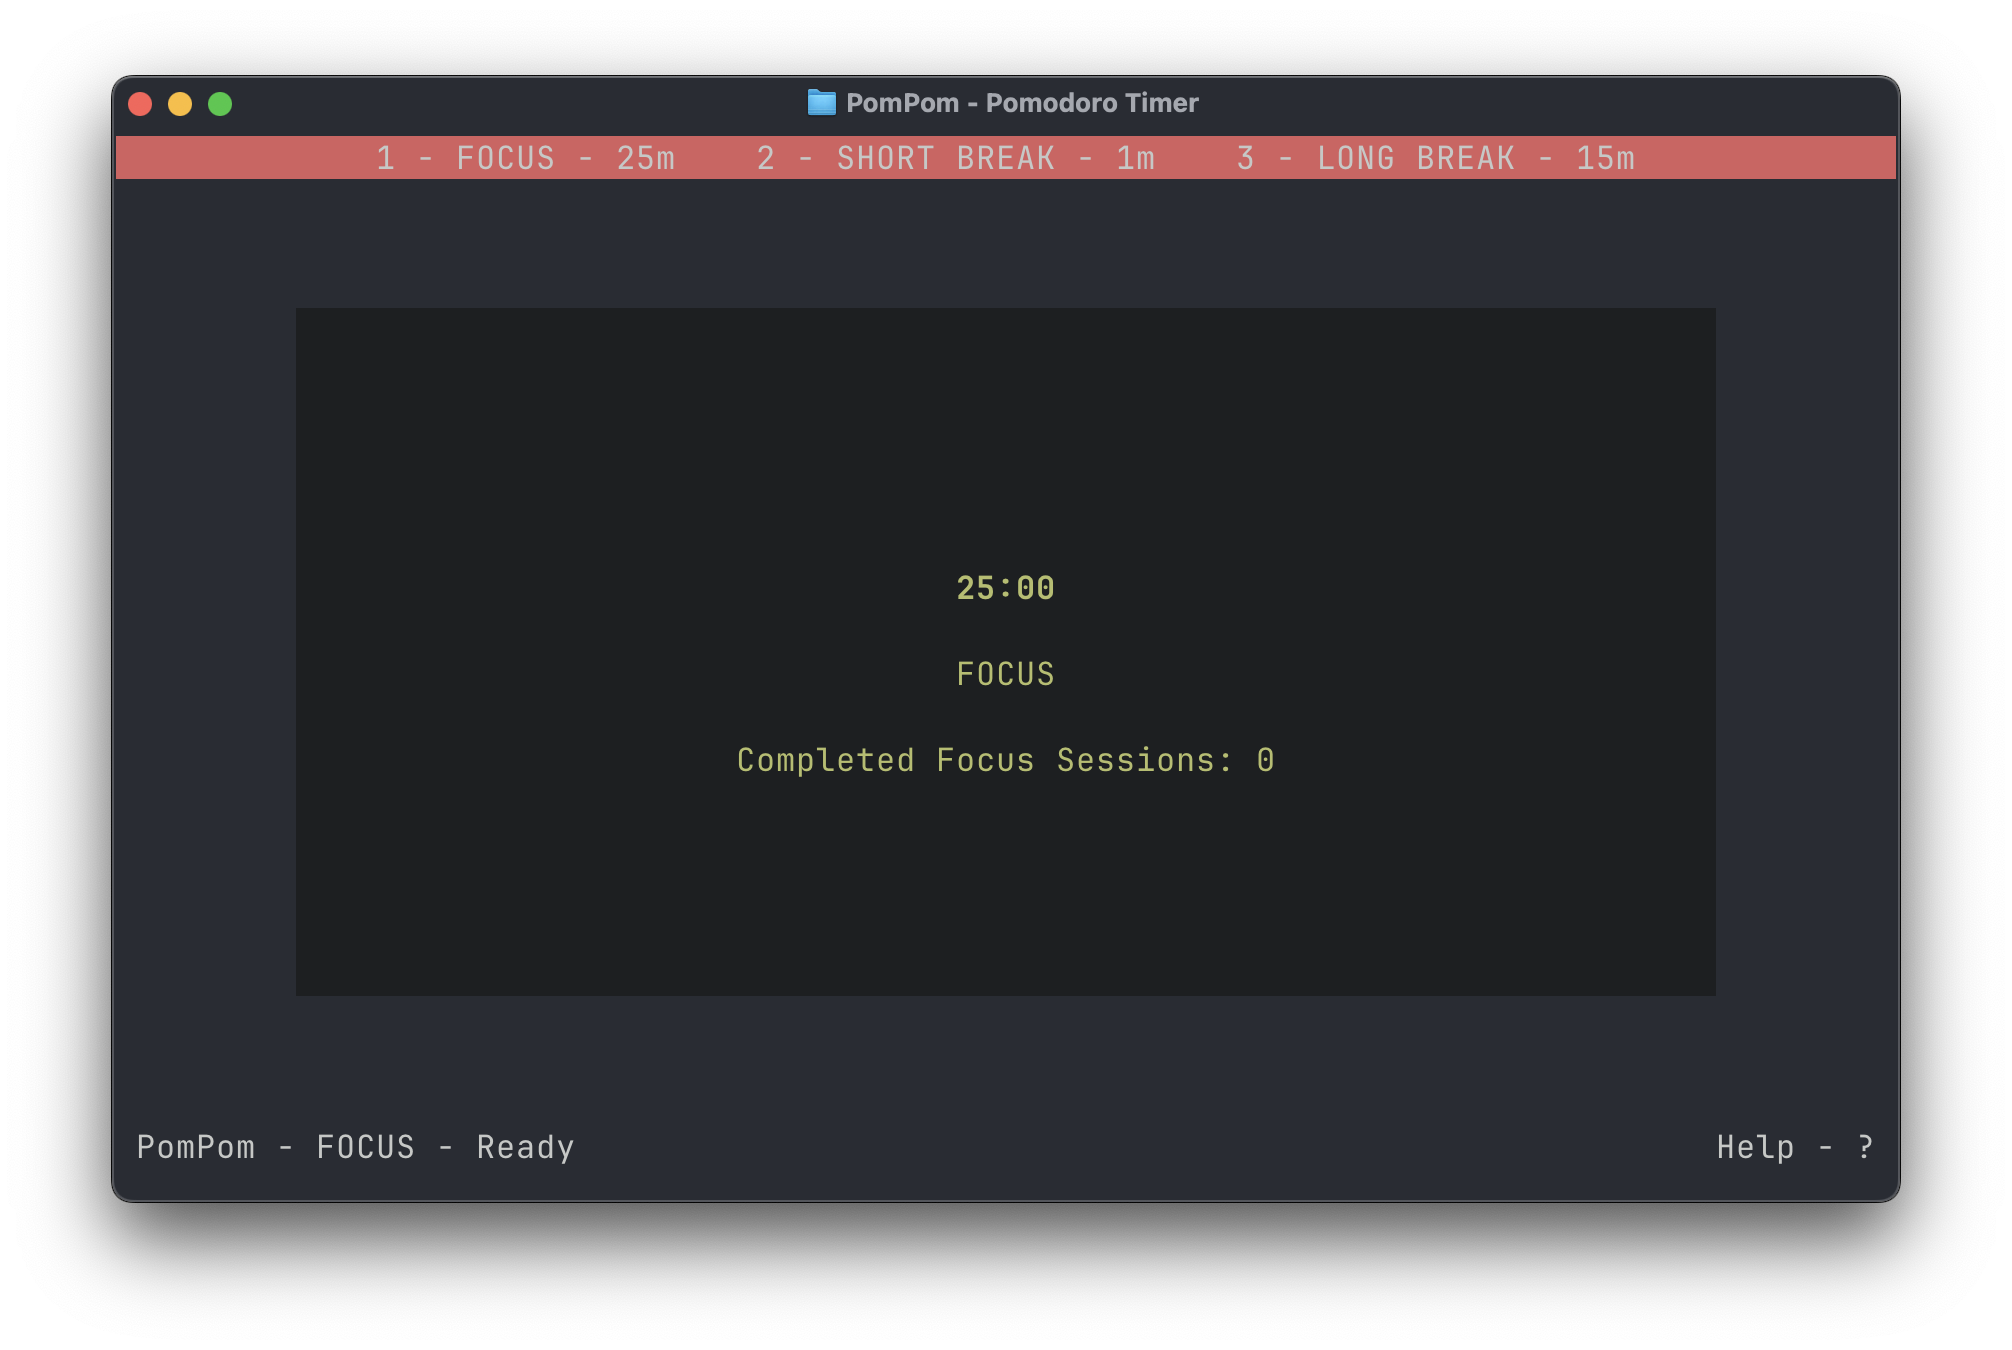 PomPom - Pomodoro Timer
1 - FOCUS - 25m    2 - SHORT BREAK - 1m    3 - LONG BREAK - 15m
25:00
FOCUS
Completed Focus Sessions: 0
PomPom - FOCUS - Ready    Help - ?